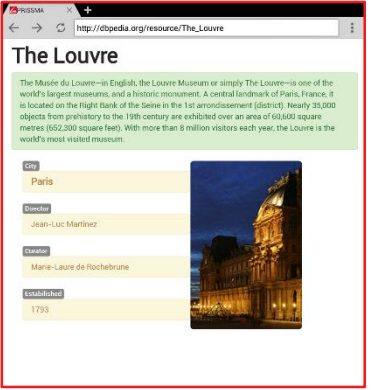 PRISSMA
http://dbpedia.org/resource/The_Louvre
The Louvre
The Musée du Louvre—in English, the Louvre Museum or simply The Louvre—is one of the
world's largest museums, and a historic monument. A central landmark of Paris, France, it
is located on the Right Bank of the Seine in the 1st arrondissement (district). Nearly 35,000
objects from prehistory to the 19th century are exhibited over an area of 60,600 square
metres (652,300 square feet). With more than 8 million visitors each year, the Louvre is the
world's most visited museum.
City
Paris
Director
Jean-Luc Martinez
Curator
Marie-Laure de Rochebrune
Estabilished
1793